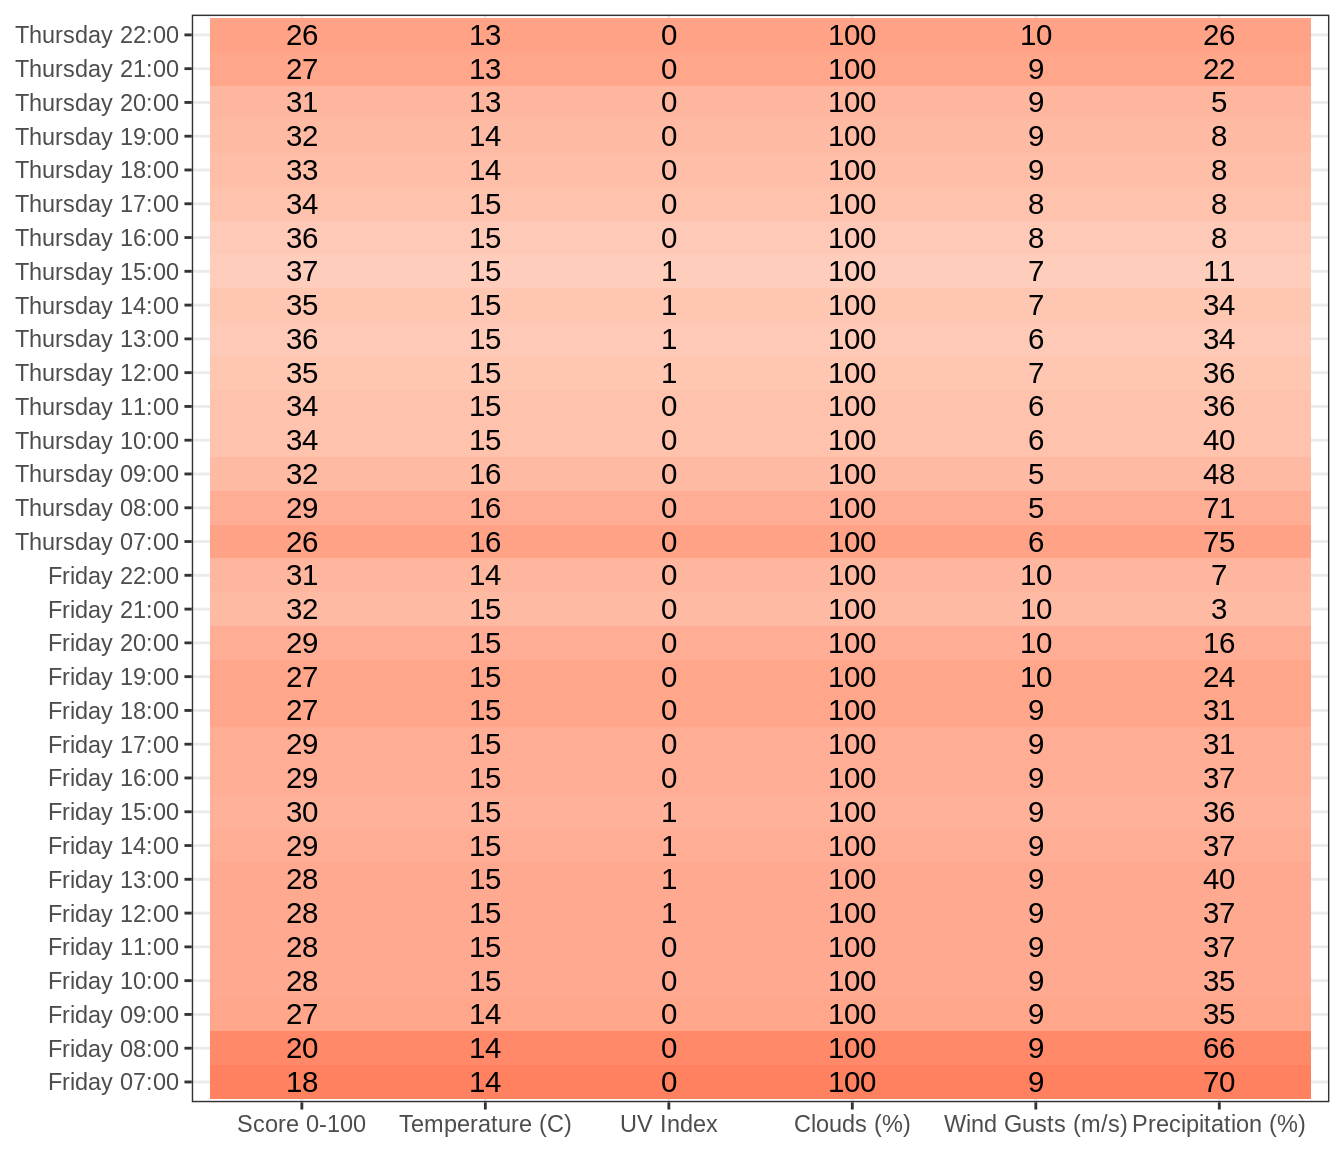 Thursday 22:00 26 13 0 100 10 26
Thursday 21:00 27 13 0 100 9 22
Thursday 20:00 31 13 0 100 9 5
Thursday 19:00 32 14 0 100 9 8
Thursday 18:00 33 14 0 100 9 8
Thursday 17:00 34 15 0 100 8 8
Thursday 16:00 36 15 0 100 8 8
Thursday 15:00 37 15 1 100 7 11
Thursday 14:00 35 15 1 100 7 34
Thursday 13:00 36 15 1 100 6 34
Thursday 12:00 35 15 1 100 7 36
Thursday 11:00 34 15 0 100 6 36
Thursday 10:00 34 15 0 100 6 40
Thursday 09:00 32 16 0 100 5 48
Thursday 08:00 29 16 0 100 5 71
Thursday 07:00 26 16 0 100 6 75
Friday 22:00 31 14 0 100 10 7
Friday 21:00 32 15 0 100 10 3
Friday 20:00 29 15 0 100 10 16
Friday 19:00 27 15 0 100 10 24
Friday 18:00 27 15 0 100 9 31
Friday 17:00 29 15 0 100 9 31
Friday 16:00 29 15 0 100 9 37
Friday 15:00 30 15 1 100 9 36
Friday 14:00 29 15 1 100 9 37
Friday 13:00 28 15 1 100 9 40
Friday 12:00 28 15 1 100 9 37
Friday 11:00 28 15 0 100 9 37
Friday 10:00 28 15 0 100 9 35
Friday 09:00 27 14 0 100 9 35
Friday 08:00 20 14 0 100 9 66
Friday 07:00 18 14 0 100 9 70
Score 0-100 Temperature (C) UV Index Clouds (%) Wind Gusts (m/s) Precipitation (%)